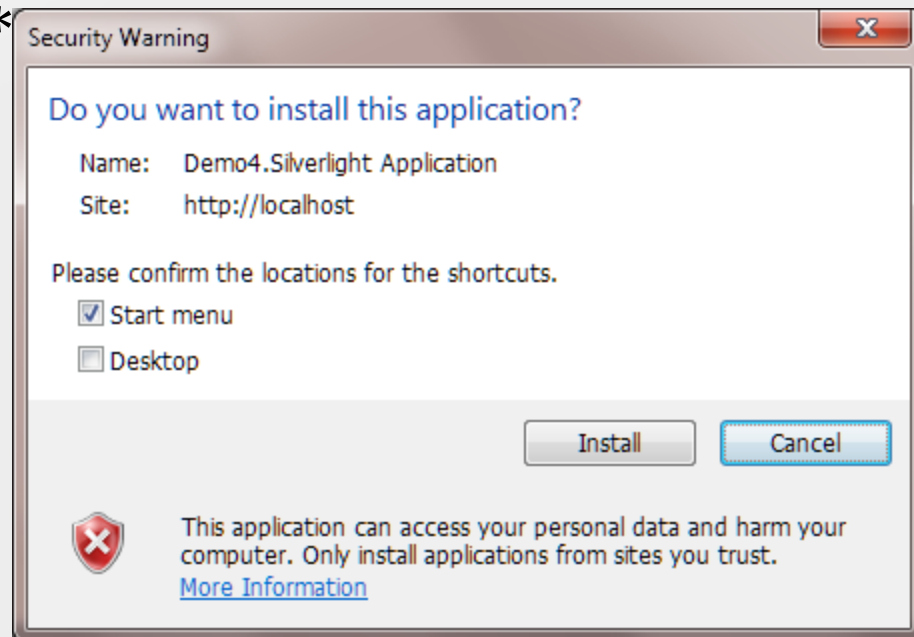 *
Security Warning
Do you want to install this application?
Name: Demo4.Silverlight Application
Site: http://localhost
Please confirm the locations for the shortcuts.
Start menu
Desktop
Install Cancel
This application can access your personal data and harm your
computer. Only install applications from sites you trust.
More Information